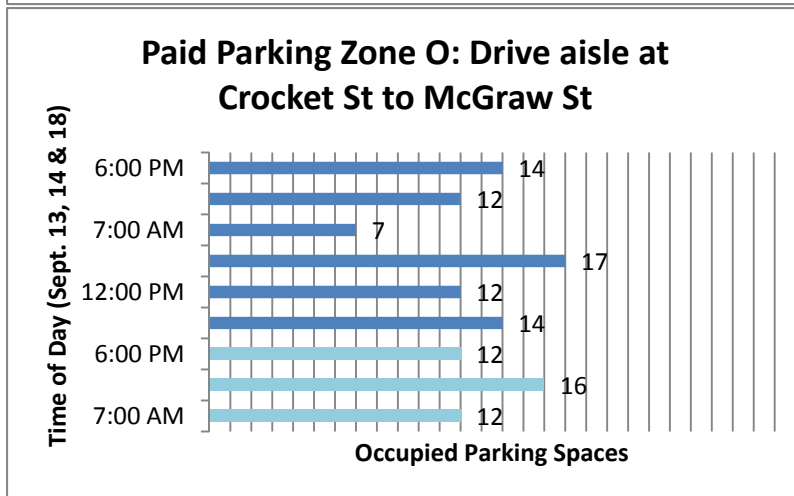 Paid Parking Zone O: Drive aisle at
Crocket St to McGraw St
Time of Day (Sept. 13, 14 & 18)
6:00 PM
14
12
7:00 AM
7
17
12:00 PM
12
14
6:00 PM
12
16
7:00 AM
12
Occupied Parking Spaces